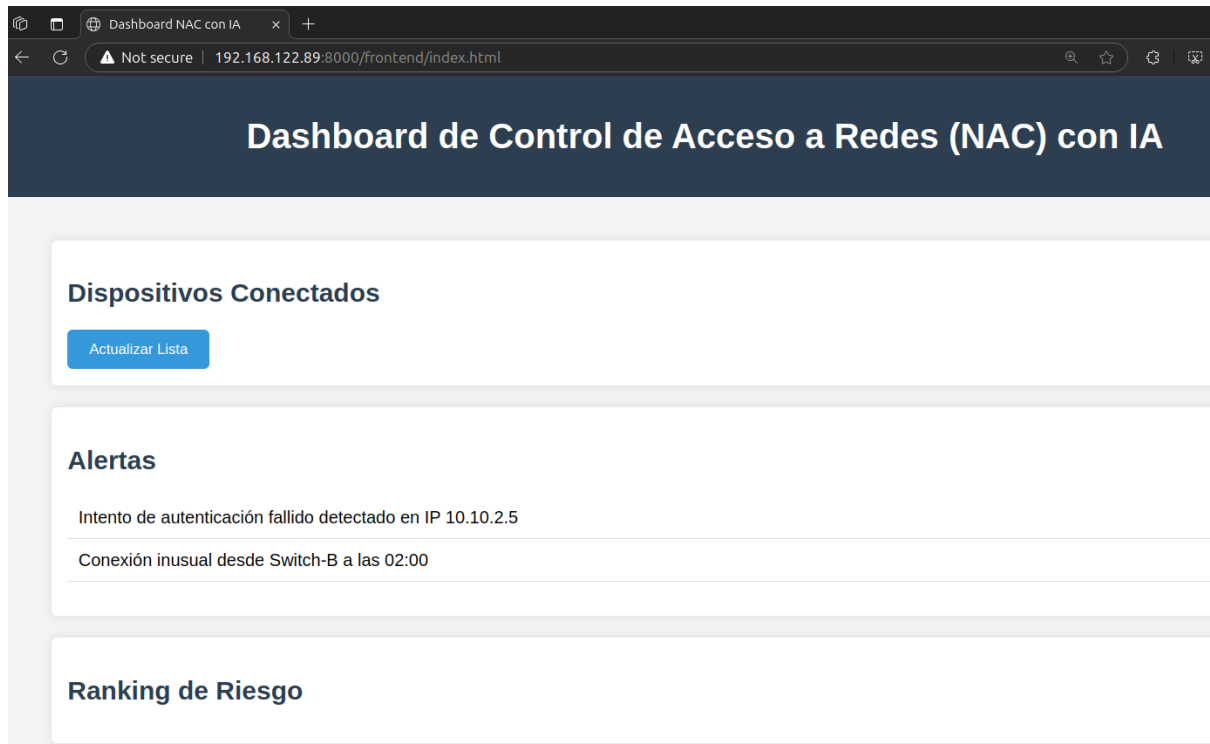 Dashboard NAC con IA
Not secure | 192.168.122.89:8000/frontend/index.html
Dashboard de Control de Acceso a Redes (NAC) con IA
Dispositivos Conectados
Actualizar Lista
Alertas
Intento de autenticación fallido detectado en IP 10.10.2.5
Conexión inusual desde Switch-B a las 02:00
Ranking de Riesgo